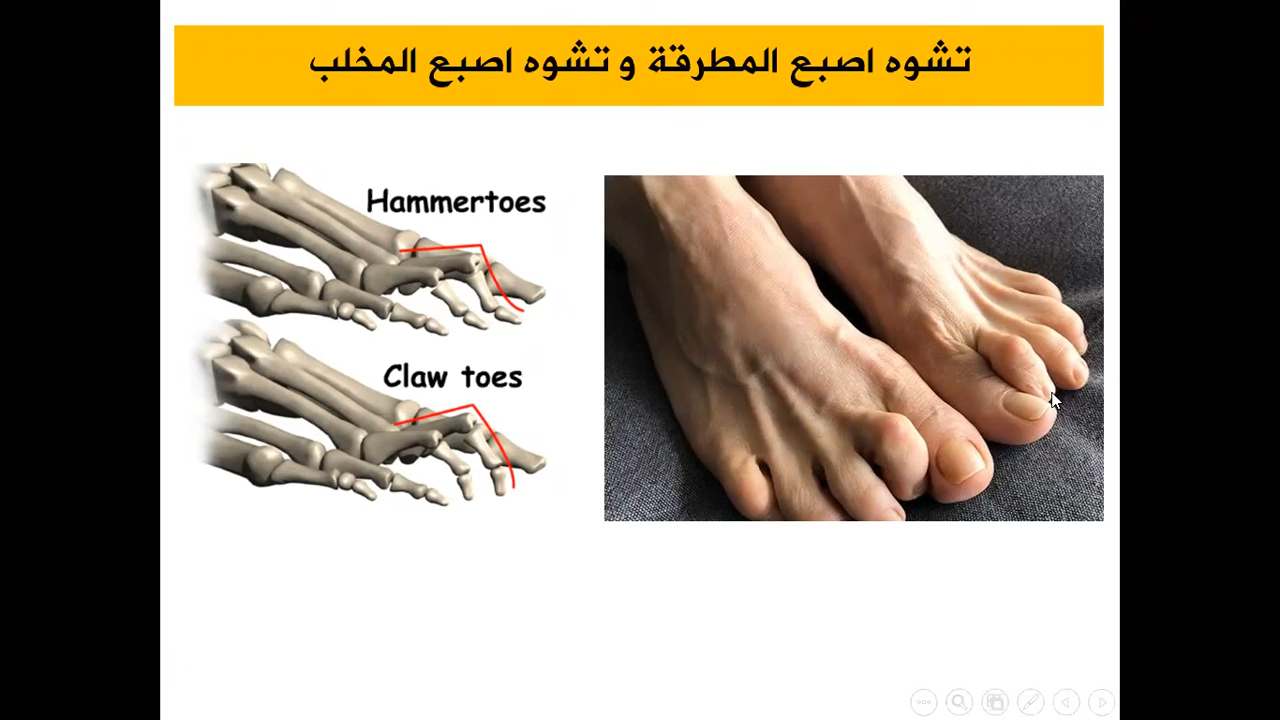 تشوه اصبع المطرقة و تشوه اصبع المخلب
Hammertoes
Claw toes